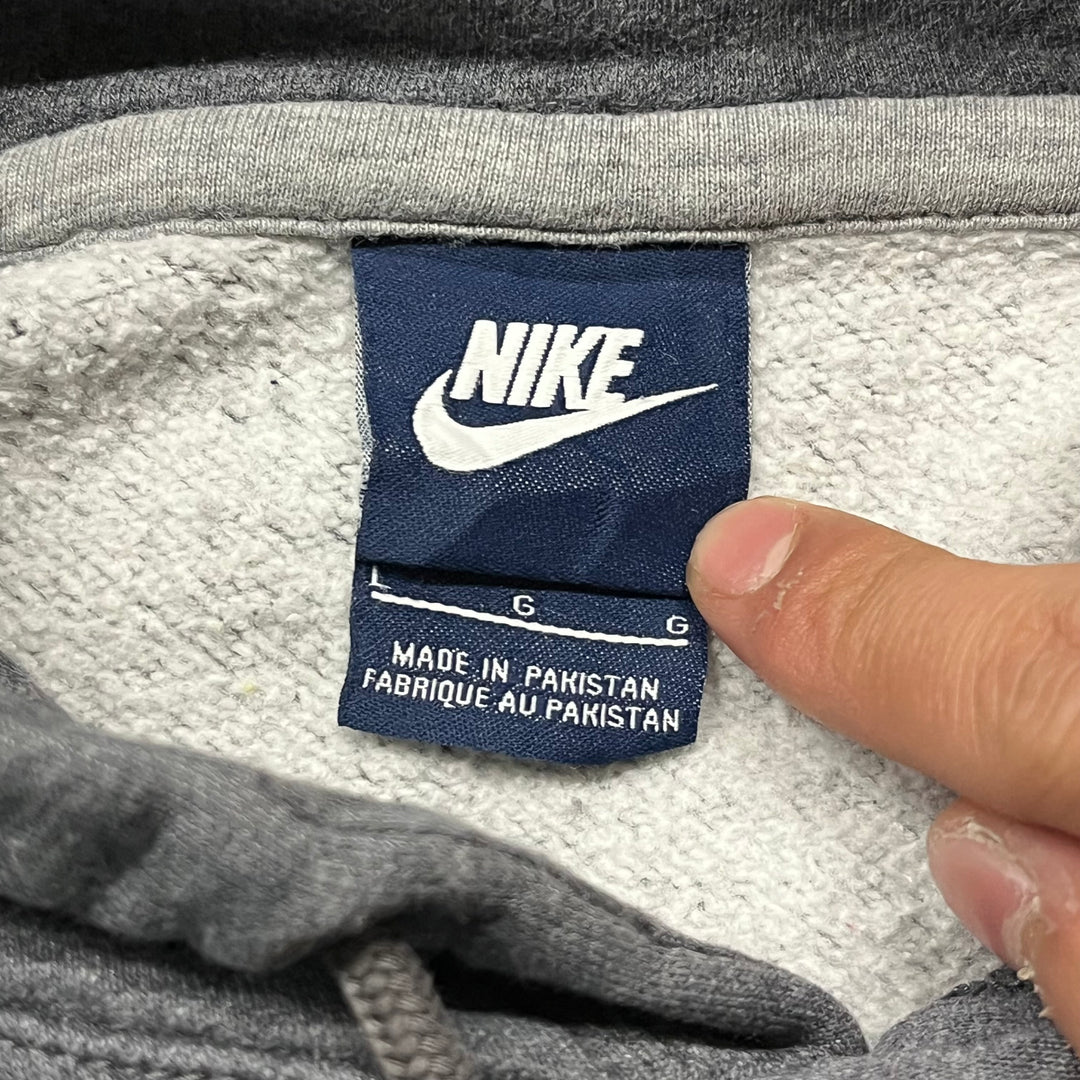 NIKE
L G G
MADE IN PAKISTAN
FABRIQUE AU PAKISTAN